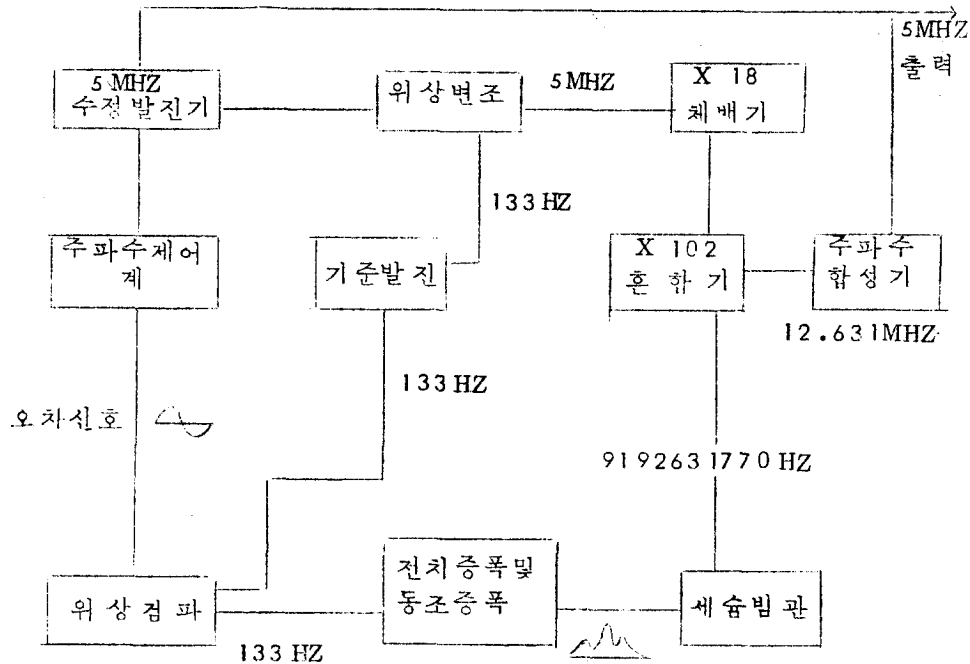 5MHZ
출력
5 MHZ
수정발진기
위상변조
5MHZ
X 18
체배기
133 HZ
주파수제어
계
기준발진
X 102
혼합기
주파수
합성기
12.631MHZ
133 HZ
오차신호
9192631770 HZ
위상검파
전치증폭및
동조증폭
세슘빔관
133 HZ